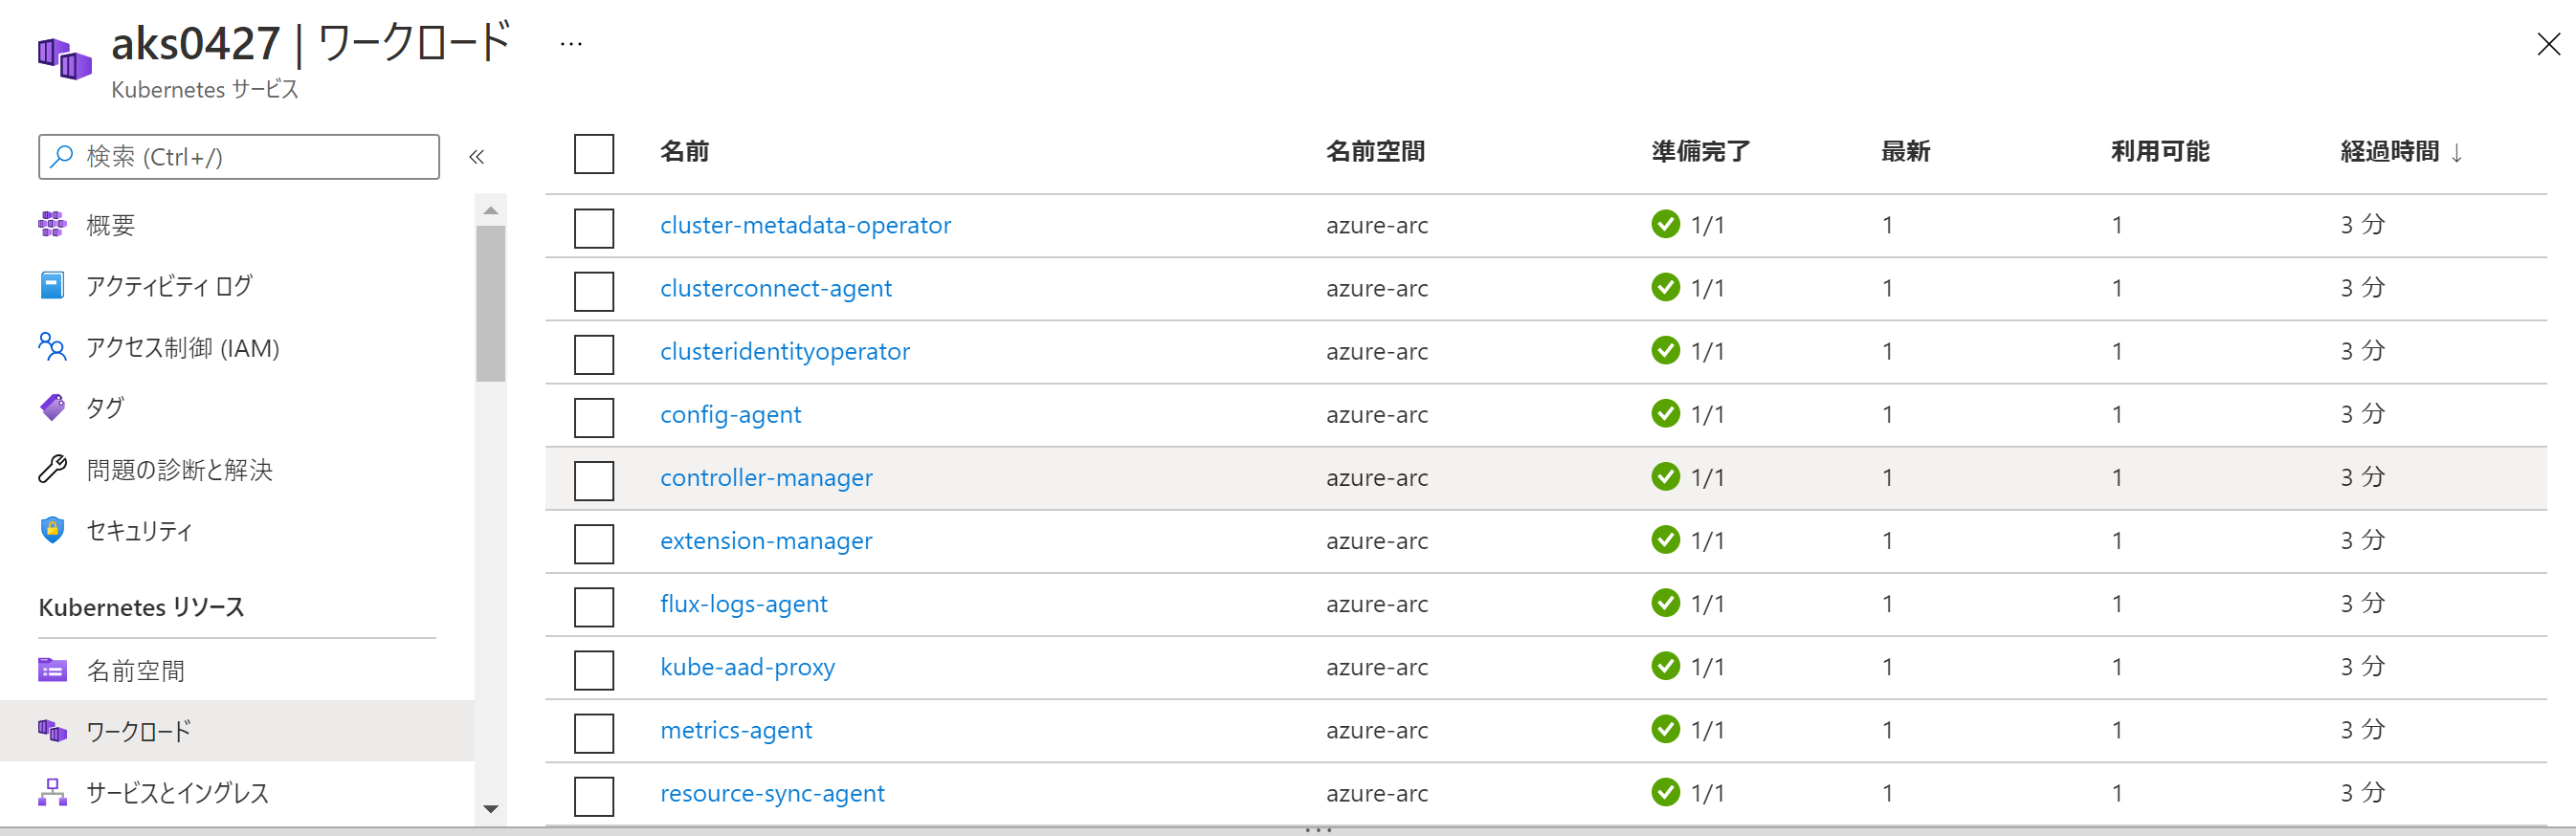 aks0427 | ワークロード …
Kubernetes サービス
検索 (Ctrl+/)
概要
アクティビティ ログ
アクセス制御 (IAM)
タグ
問題の診断と解決
セキュリティ
Kubernetes リソース
名前空間
ワークロード
サービスとイングレス
名前 名前空間 準備完了 最新 利用可能 経過時間 ↓
cluster-metadata-operator azure-arc 1/1 1 1 3 分
clusterconnect-agent azure-arc 1/1 1 1 3 分
clusteridentityoperator azure-arc 1/1 1 1 3 分
config-agent azure-arc 1/1 1 1 3 分
controller-manager azure-arc 1/1 1 1 3 分
extension-manager azure-arc 1/1 1 1 3 分
flux-logs-agent azure-arc 1/1 1 1 3 分
kube-aad-proxy azure-arc 1/1 1 1 3 分
metrics-agent azure-arc 1/1 1 1 3 分
resource-sync-agent azure-arc 1/1 1 1 3 分